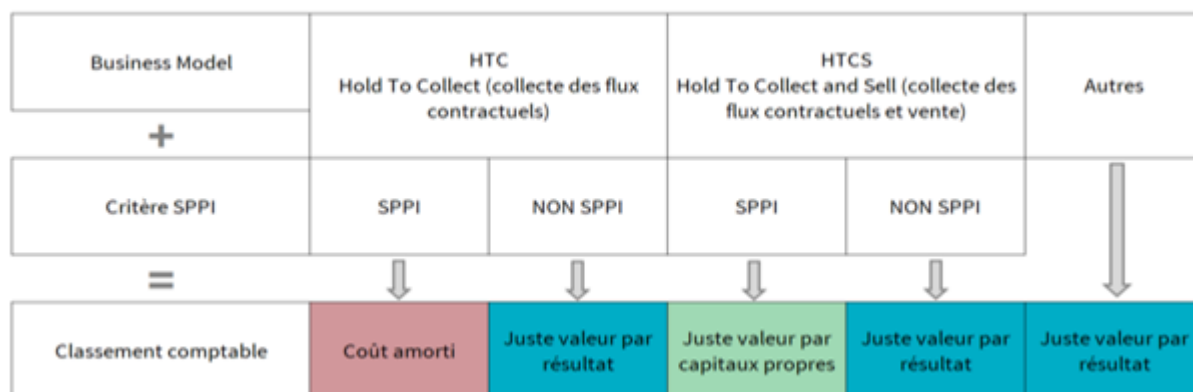 Business Model
HTC
Hold To Collect (collecte des flux
contractuels)
HTCS
Hold To Collect and Sell (collecte des
flux contractuels et vente)
Autres
+
Critère SPPI
SPPI
NON SPPI
SPPI
NON SPPI
=
Classement comptable
Coût amorti
Juste valeur par
résultat
Juste valeur par
capitaux propres
Juste valeur par
résultat
Juste valeur par
résultat